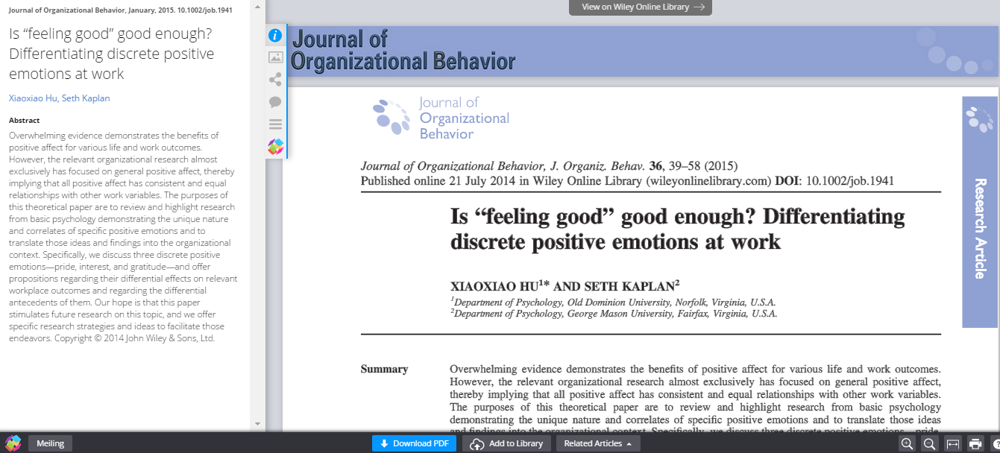 Journal of Organizational Behavior, January, 2015. 10.1002/job.1941
Is “feeling good” good enough?
Differentiating discrete positive
emotions at work
Xiaoxiao Hu, Seth Kaplan
Abstract
Overwhelming evidence demonstrates the benefits of
positive affect for various life and work outcomes.
However, the relevant organizational research almost
exclusively has focused on general positive affect, thereby
implying that all positive affect has consistent and equal
relationships with other work variables. The purposes of
this theoretical paper are to review and highlight research
from basic psychology demonstrating the unique nature
and correlates of specific positive emotions and to
translate those ideas and findings into the organizational
context. Specifically, we discuss three discrete positive
emotions—pride, interest, and gratitude—and offer
propositions regarding their differential effects on relevant
workplace outcomes and regarding the differential
antecedents of them. Our hope is that this paper
stimulates future research on this topic, and we offer
specific research strategies and ideas to facilitate those
endeavors. Copyright © 2014 John Wiley & Sons, Ltd.
View on Wiley Online Library
Journal of
Organizational Behavior
Journal of
Organizational
Behavior
Research Article
Journal of Organizational Behavior, J. Organiz. Behav. 36, 39–58 (2015)
Published online 21 July 2014 in Wiley Online Library (wileyonlinelibrary.com) DOI: 10.1002/job.1941
Is “feeling good” good enough? Differentiating
discrete positive emotions at work
XIAOXIAO HU1* AND SETH KAPLAN2
1Department of Psychology, Old Dominion University, Norfolk, Virginia, U.S.A.
2Department of Psychology, George Mason University, Fairfax, Virginia, U.S.A.
Summary
Overwhelming evidence demonstrates the benefits of positive affect for various life and work outcomes.
However, the relevant organizational research almost exclusively has focused on general positive affect,
thereby implying that all positive affect has consistent and equal relationships with other work variables.
The purposes of this theoretical paper are to review and highlight research from basic psychology
demonstrating the unique nature and correlates of specific positive emotions and to translate those ideas
and findings into the organizational context. Specifically, we discuss three discrete positive emotions—pride,
Meiling
Download PDF
Add to Library
Related Articles